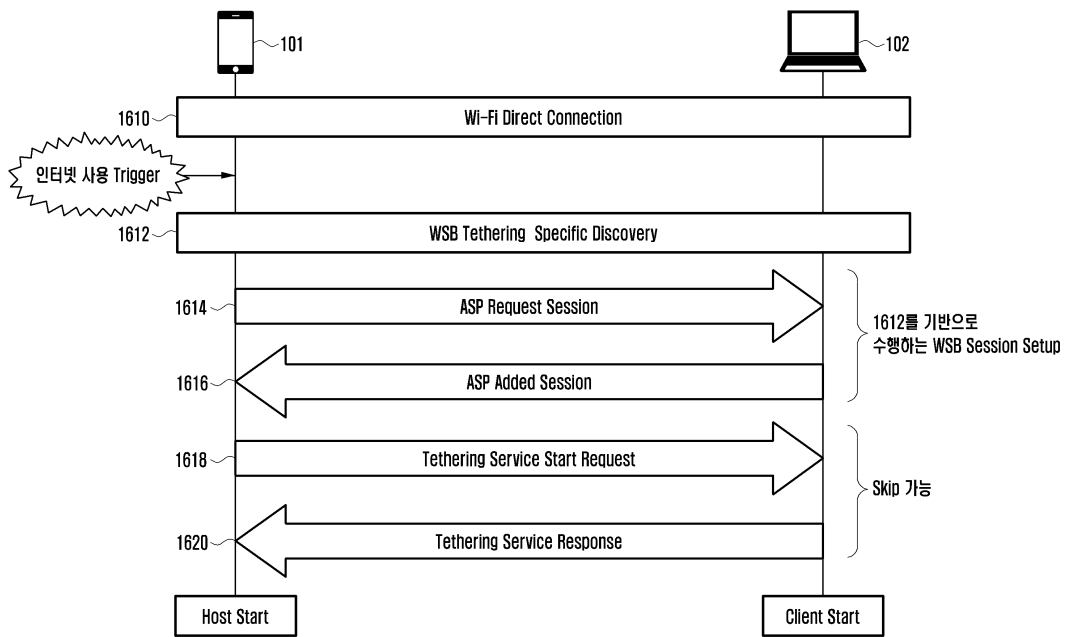 101
102
1610
Wi-Fi Direct Connection
인터넷 사용 Trigger
1612
WSB Tethering Specific Discovery
1614
ASP Request Session
1612를 기반으로
수행하는 WSB Session Setup
1616
ASP Added Session
1618
Tethering Service Start Request
Skip 가능
1620
Tethering Service Response
Host Start
Client Start